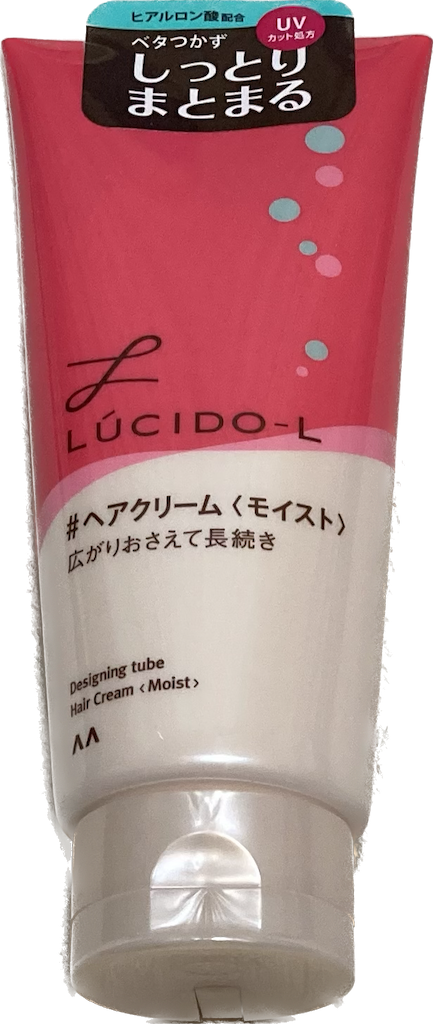 ヒアルロン酸配合
UV
カット処方
ベタつかず
しっとり
まとまる
LÚCIDO-L
#ヘアクリーム〈モイスト〉
広がりおさえて長続き
Designing tube
Hair Cream ‹Moist›